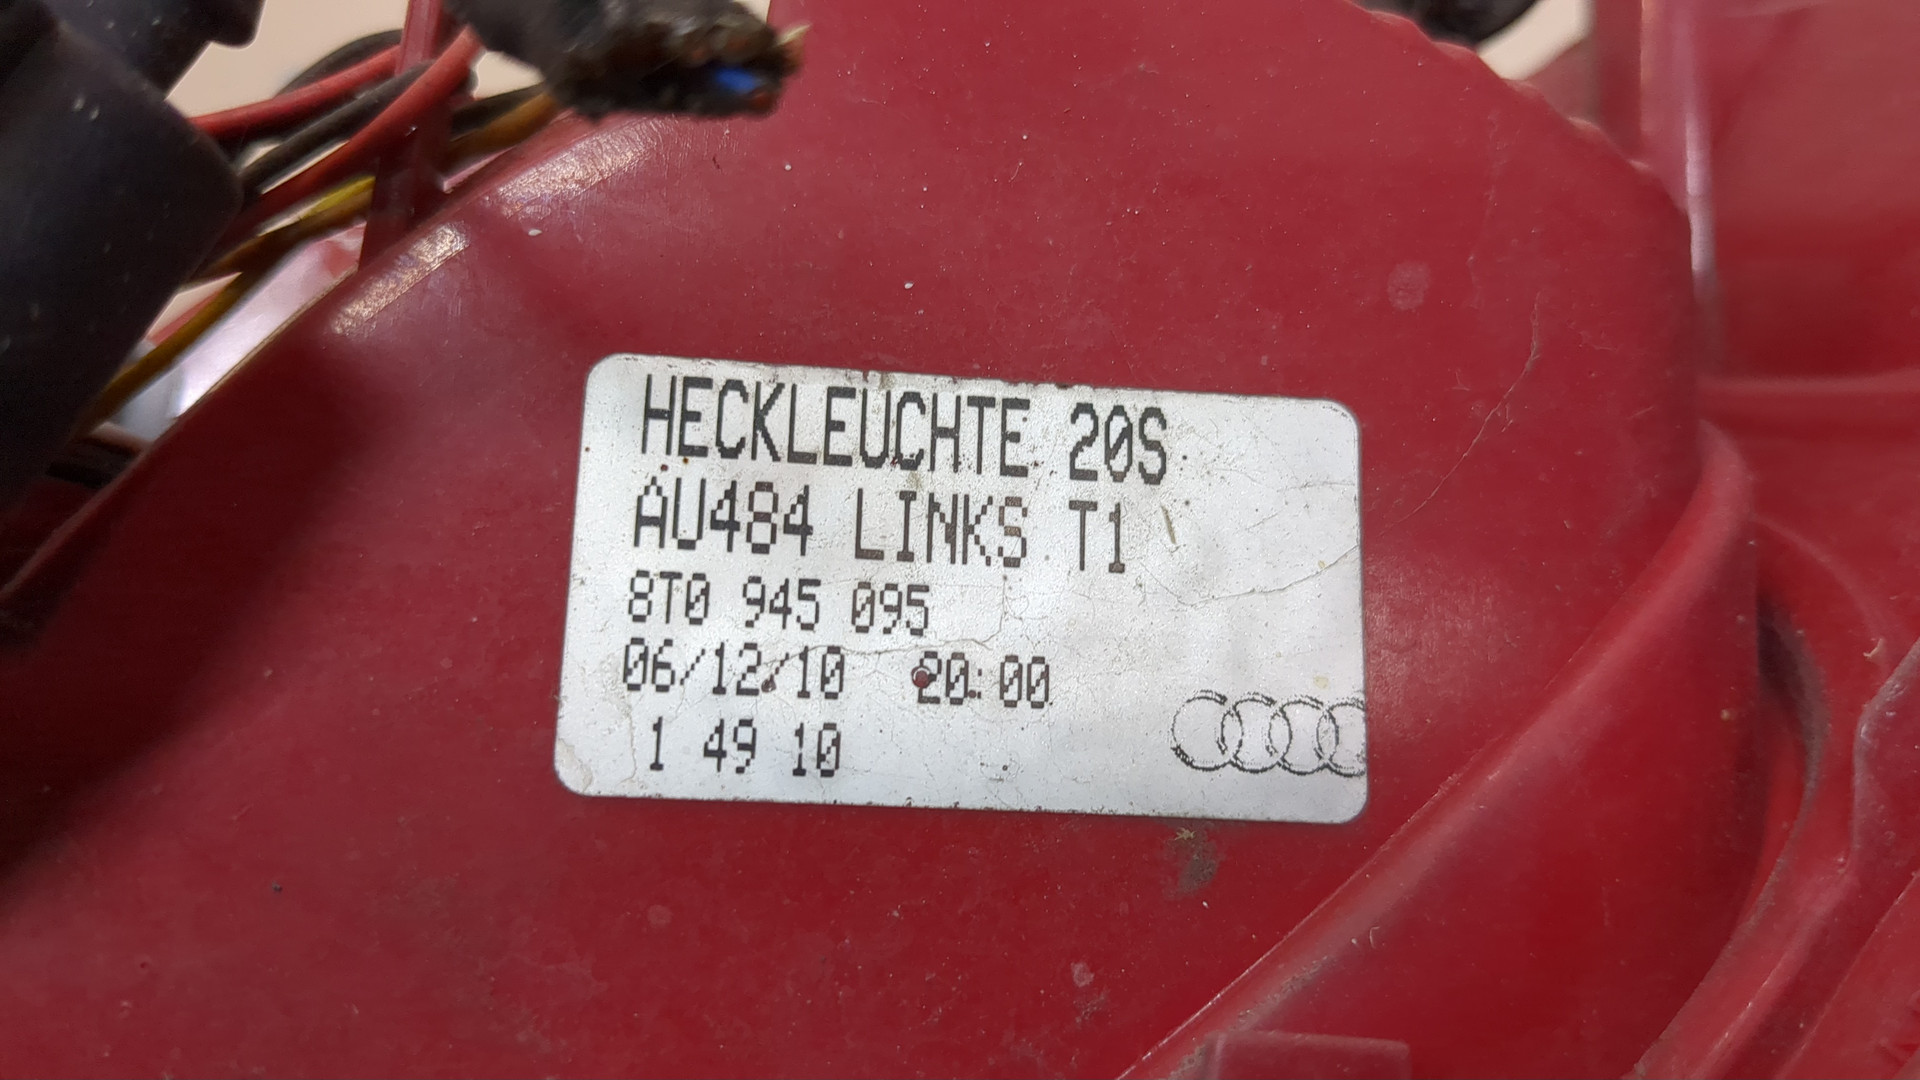 HECKLEUCHTE 20S
AU484 LINKS T1
8T0 945 095
06/12/10 20:00
1 49 10